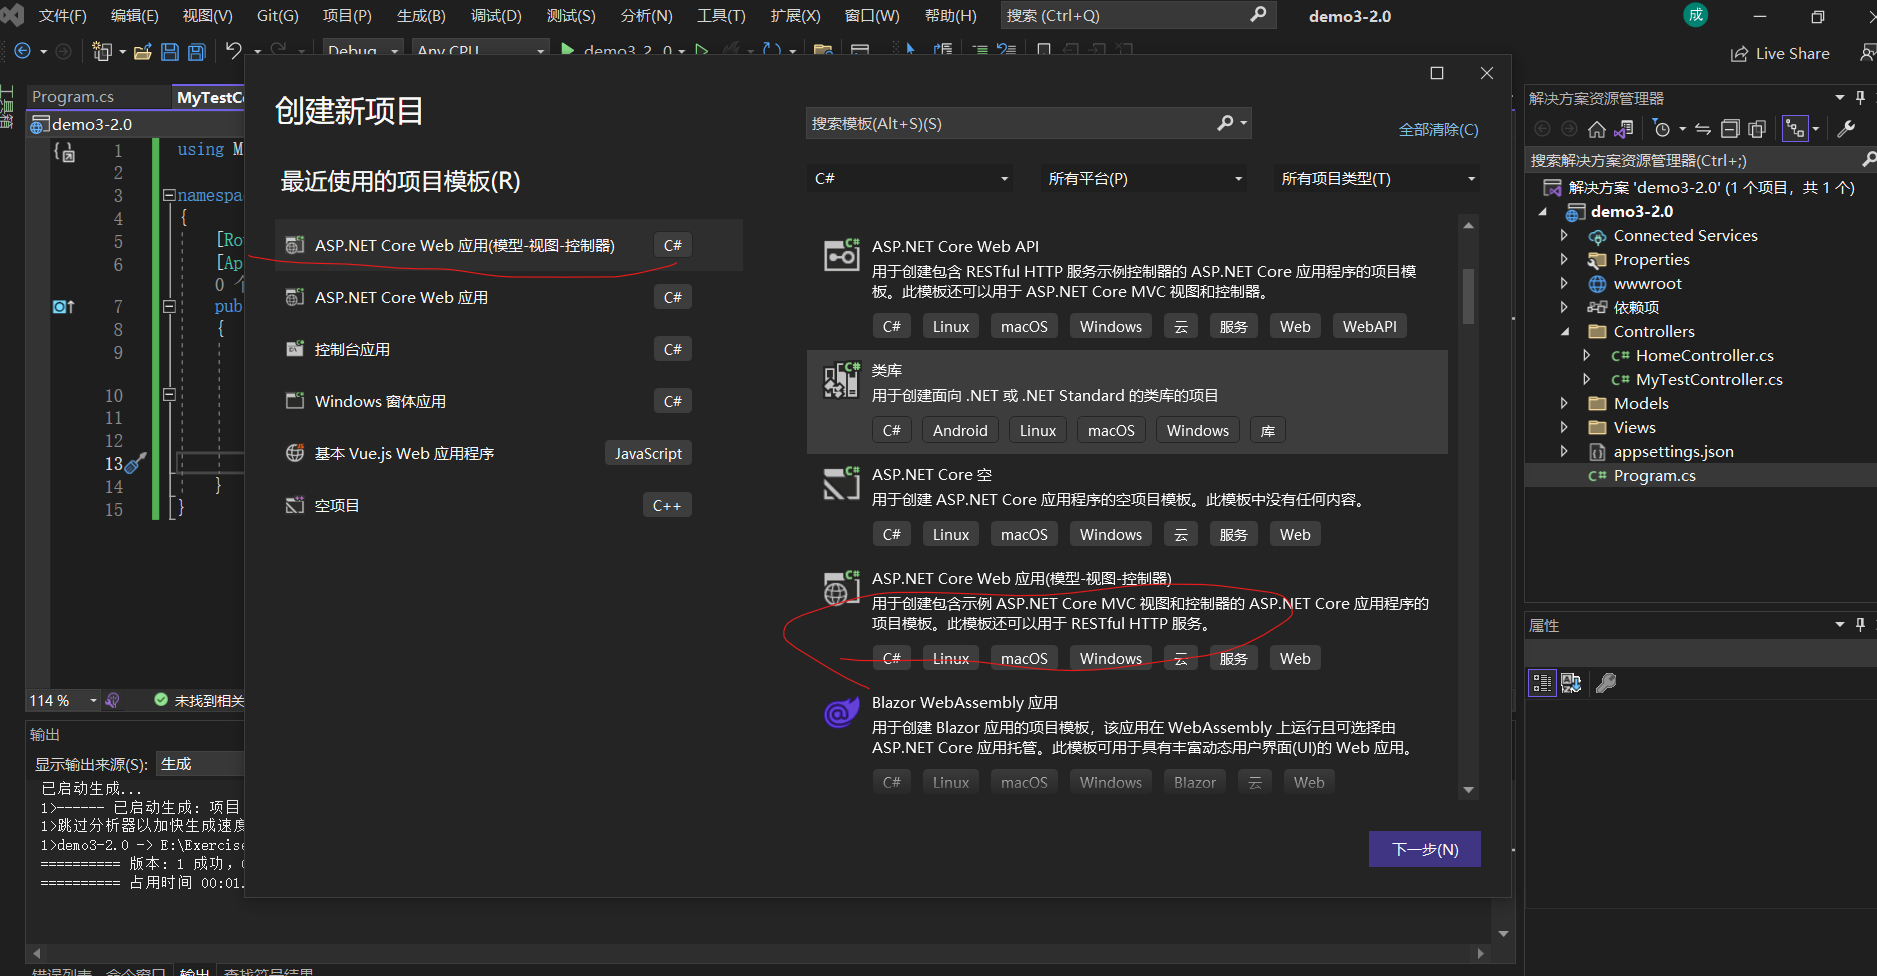 文件(F) 编辑(E) 视图(V) Git(G) 项目(P) 生成(B) 调试(D) 测试(S) 分析(N) 工具(T) 扩展(X) 窗口(W) 帮助(H) 搜索 (Ctrl+Q) demo3-2.0 成
Debug Any CPU demo3_2_0 Live Share
工具箱
Program.cs MyTestCo
demo3-2.0
1 using M
2
3 namespa
4 {
5 [Ro
6 [Ap
0 个
7 pub
8 {
9
10
11
12
13
14 }
15 }
114 % 未找到相关
输出
显示输出来源(S): 生成
已启动生成...
1>------ 已启动生成: 项目
1>跳过分析器以加快生成速度
1>demo3-2.0 -> E:\Exercise
========== 版本: 1 成功，
========== 占用时间 00:01.
错误列表 命令窗口 输出 查找符号结果
创建新项目
最近使用的项目模板(R)
ASP.NET Core Web 应用(模型-视图-控制器) C#
ASP.NET Core Web 应用 C#
控制台应用 C#
Windows 窗体应用 C#
基本 Vue.js Web 应用程序 JavaScript
空项目 C++
搜索模板(Alt+S)(S)
全部清除(C)
C# 所有平台(P) 所有项目类型(T)
ASP.NET Core Web API
用于创建包含 RESTful HTTP 服务示例控制器的 ASP.NET Core 应用程序的项目模
板。此模板还可以用于 ASP.NET Core MVC 视图和控制器。
C# Linux macOS Windows 云 服务 Web WebAPI
类库
用于创建面向 .NET 或 .NET Standard 的类库的项目
C# Android Linux macOS Windows 库
ASP.NET Core 空
用于创建 ASP.NET Core 应用程序的空项目模板。此模板中没有任何内容。
C# Linux macOS Windows 云 服务 Web
ASP.NET Core Web 应用(模型-视图-控制器)
用于创建包含示例 ASP.NET Core MVC 视图和控制器的 ASP.NET Core 应用程序的
项目模板。此模板还可以用于 RESTful HTTP 服务。
C# Linux macOS Windows 云 服务 Web
Blazor WebAssembly 应用
用于创建 Blazor 应用的项目模板，该应用在 WebAssembly 上运行且可选择由
ASP.NET Core 应用托管。此模板可用于具有丰富动态用户界面(UI)的 Web 应用。
C# Linux macOS Windows Blazor 云 Web
下一步(N)
解决方案资源管理器
搜索解决方案资源管理器(Ctrl+;)
解决方案 'demo3-2.0' (1 个项目，共 1 个)
demo3-2.0
Connected Services
Properties
wwwroot
依赖项
Controllers
C# HomeController.cs
C# MyTestController.cs
Models
Views
appsettings.json
C# Program.cs
属性